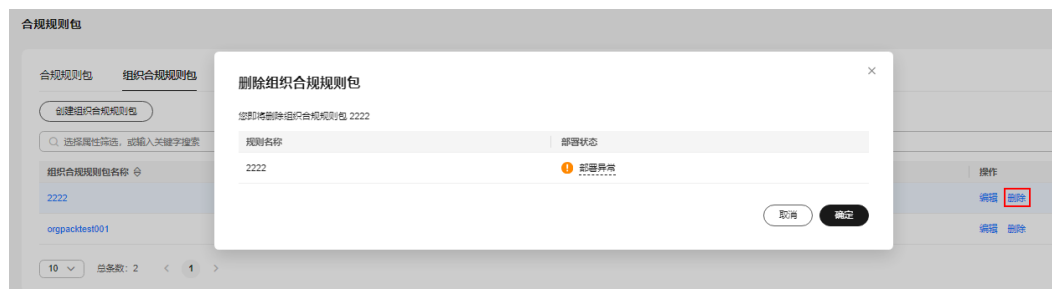 合规规则包
合规规则包 组织合规规则包
创建组织合规规则包
选择属性筛选，或输入关键字搜索
组织合规规则包名称 操作
2222 编辑 删除
orgpacktest001 编辑 删除
10 总条数：2 < 1 >
删除组织合规规则包 ×
您即将删除组织合规规则包 2222
规则名称 部署状态
2222 部署异常
取消 确定